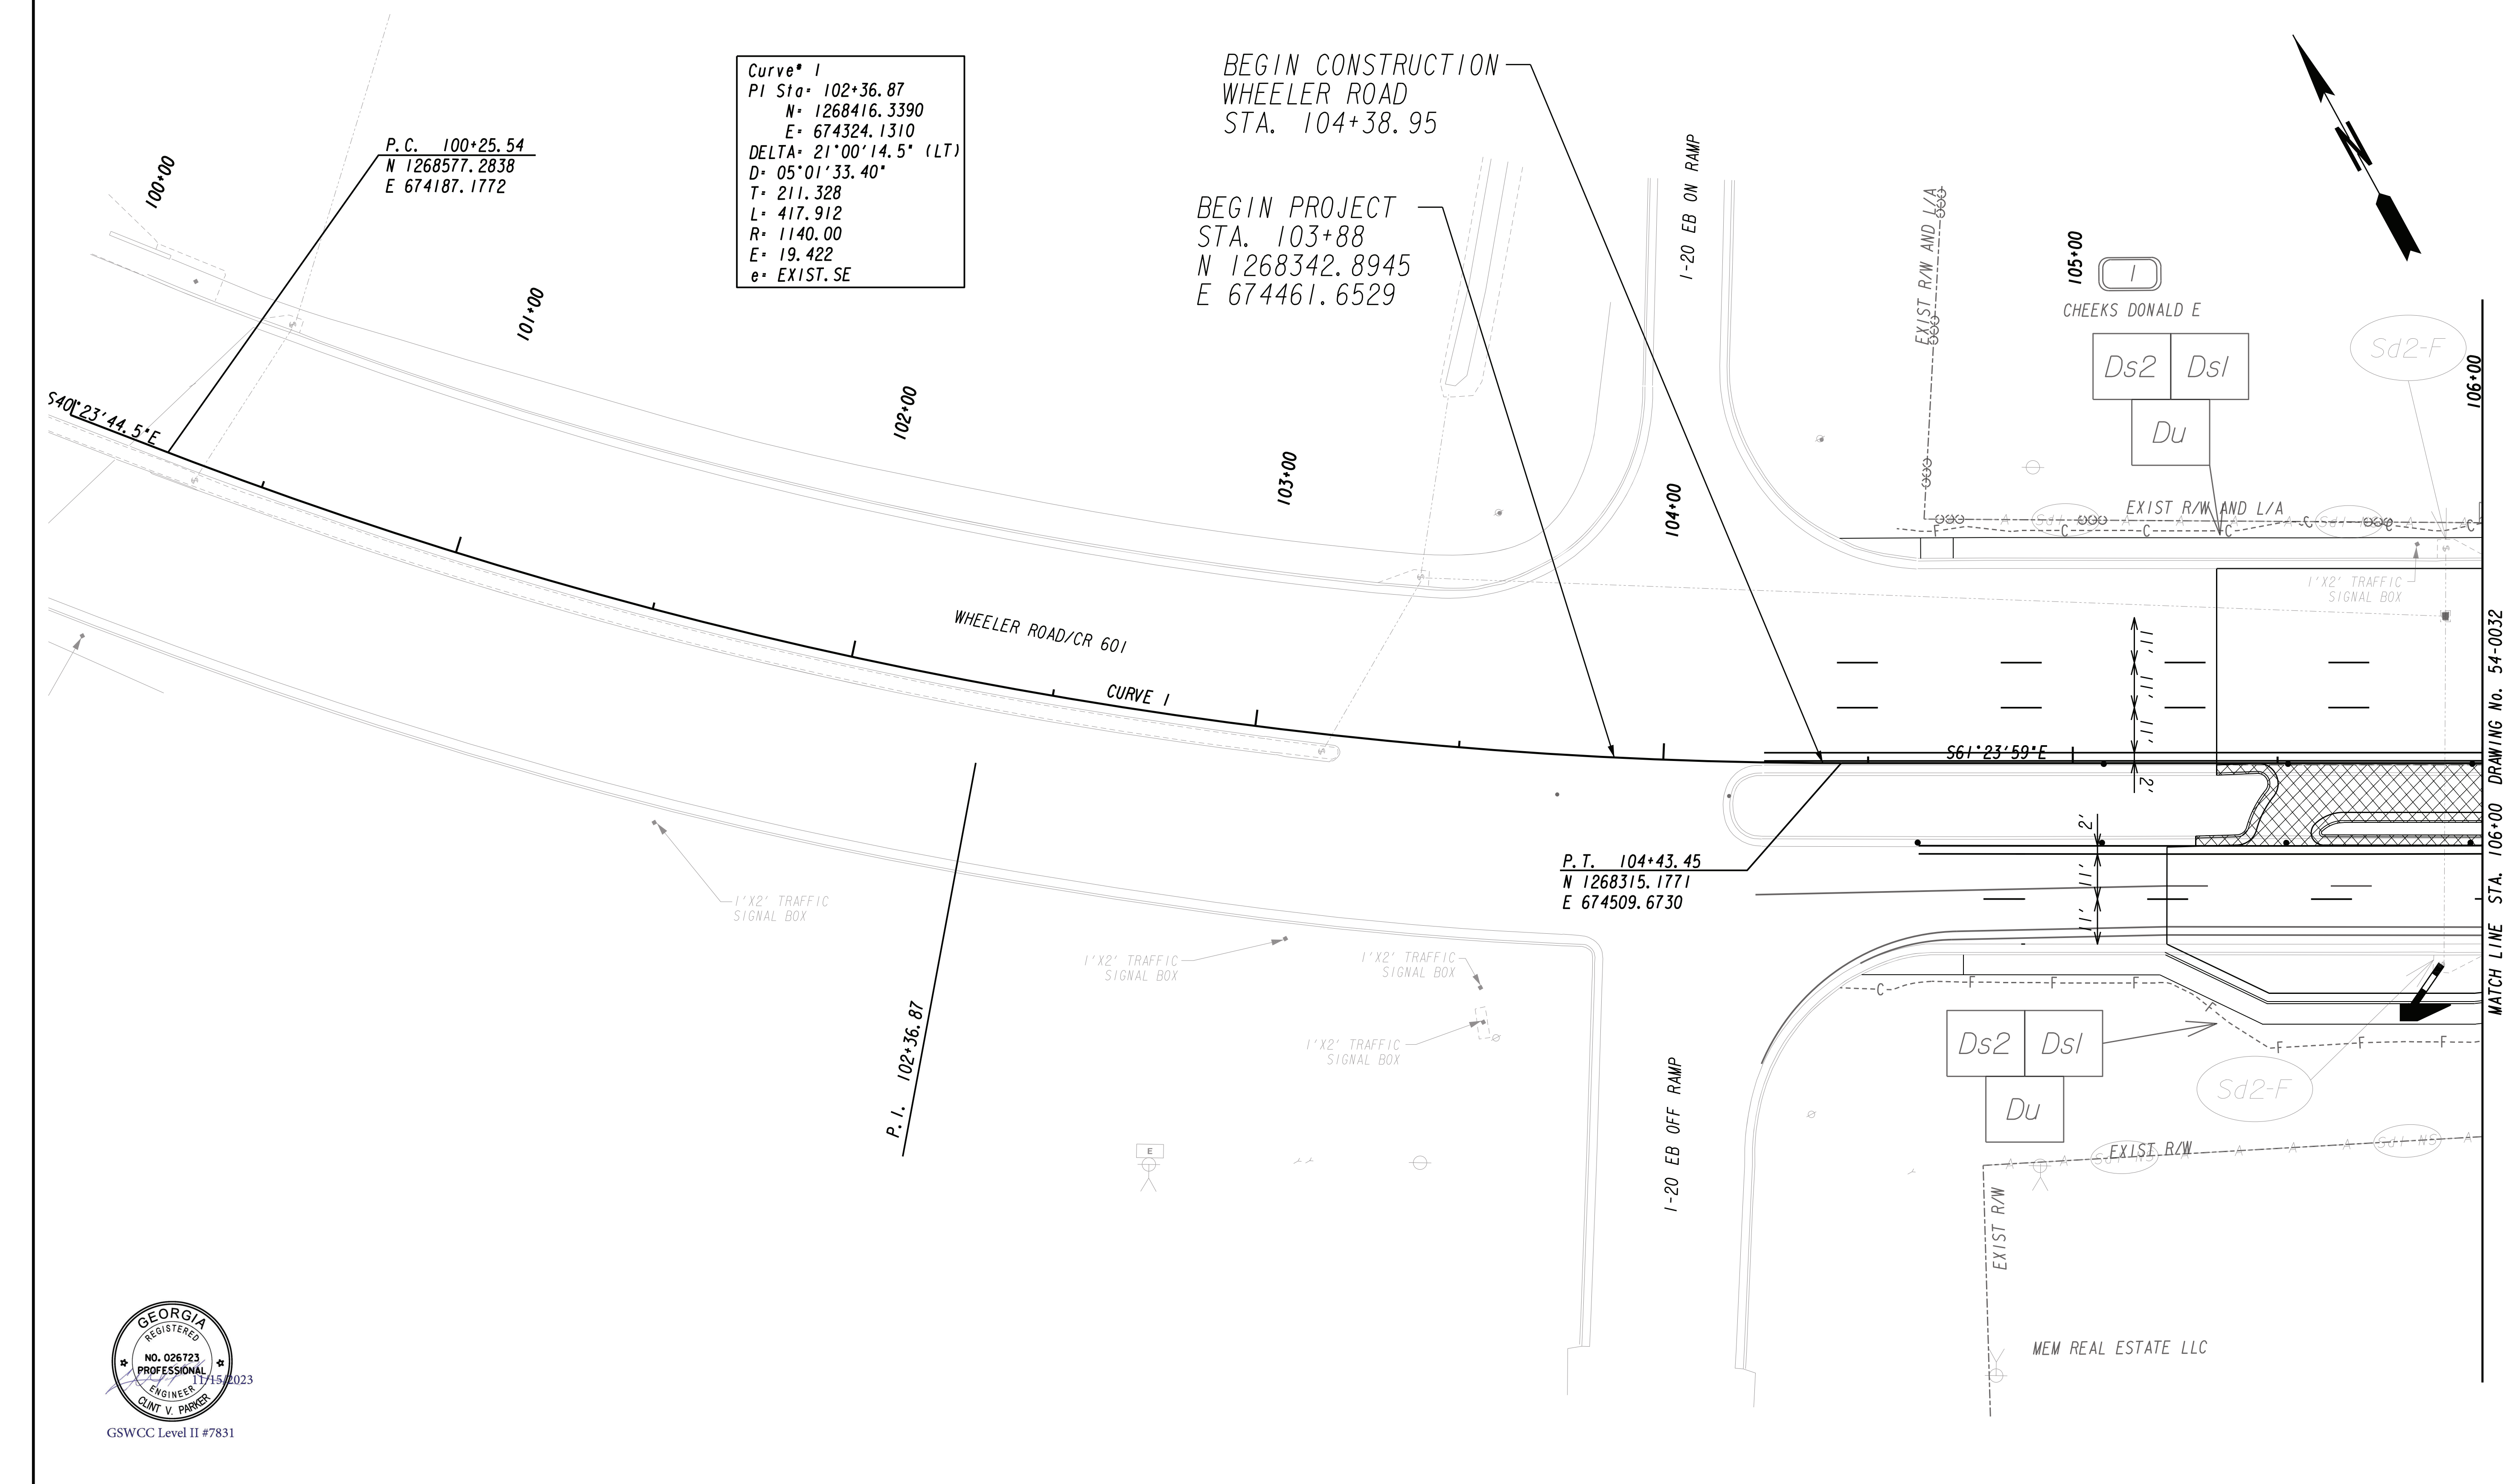 100+00
P.C. 100+25.54
N 1268577.2838
E 674187.1772
101+00
Curve# 1
PI Sta= 102+36.87
N= 1268416.3390
E= 674324.1310
DELTA= 21°00'14.5" (LT)
D= 05°01'33.40"
T= 211.328
L= 417.912
R= 1140.00
E= 19.422
e= EXIST.SE
BEGIN CONSTRUCTION
WHEELER ROAD
STA. 104+38.95
BEGIN PROJECT
STA. 103+88
N 1268342.8945
E 674461.6529
I-20 EB ON RAMP
EXIST R/W AND L/A
105+00
1
CHEEKS DONALD E
Ds2
Ds1
Du
Sd2-F
106+00
N
S40°23'44.5"E
102+00
103+00
104+00
EXIST R/W AND L/A
F
C
C
C
C
C
1'X2' TRAFFIC
SIGNAL BOX
WHEELER ROAD/CR 601
CURVE 1
11'
11'
11'
2'
S61°23'59"E
P.T. 104+43.45
N 1268315.1771
E 674509.6730
2'
11'
11'
1'X2' TRAFFIC
SIGNAL BOX
1'X2' TRAFFIC
SIGNAL BOX
1'X2' TRAFFIC
SIGNAL BOX
1'X2' TRAFFIC
SIGNAL BOX
P.I. 102+36.87
I-20 EB OFF RAMP
C
F
F
F
F
F
F
F
Ds2
Ds1
Du
Sd2-F
E
EXIST R/W
A
A
A
A
A
A
EXIST R/W
MEM REAL ESTATE LLC
MATCH LINE STA. 106+00 DRAWING No. 54-0032
GEORGIA
REGISTERED
NO. 026723
PROFESSIONAL
11/15/2023
ENGINEER
CLINT V. PARKER
GSWCC Level II #7831